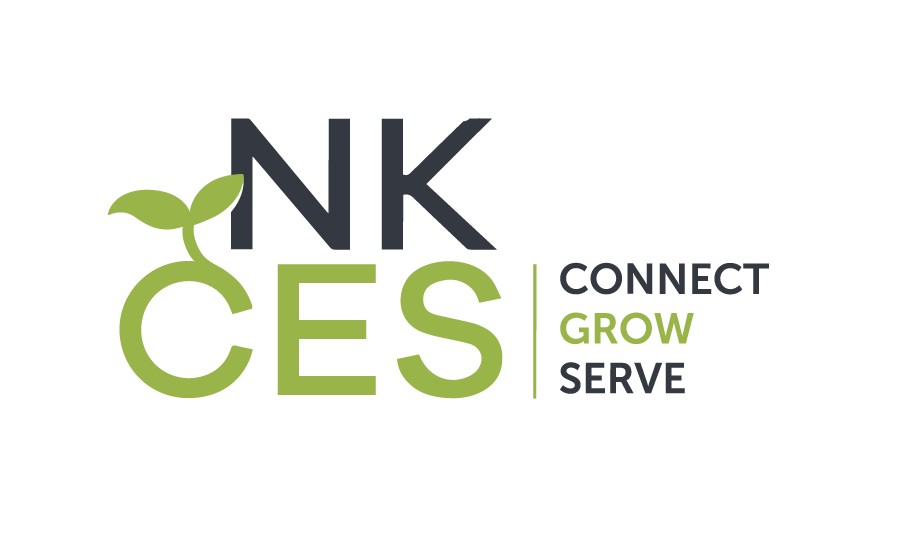 NK
CES
CONNECT
GROW
SERVE